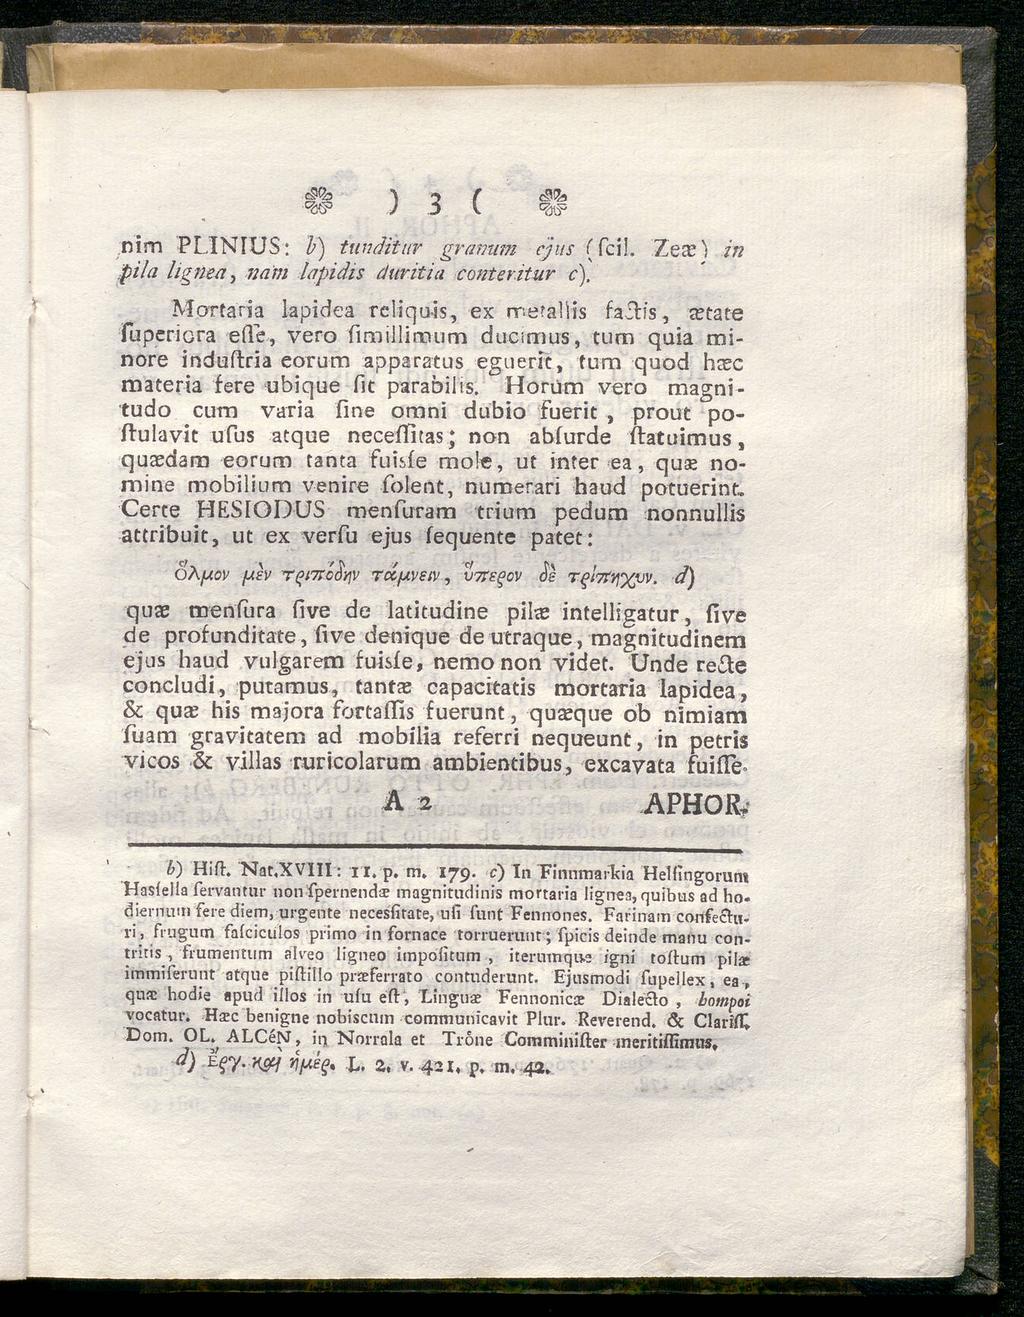 ) 3 (
nim PLINIUS: b) tunditur granum ejus (ſcil. Zeæ) in
pila lignea, nam lapidis duritia conteritur c).
Mortaria lapidea reliquis, ex metallis factis, ætate
ſuperiora eſſe, vero ſimillimum ducimus, tum quia mi-
nore induſtria eorum apparatus eguerit, tum quod hæc
materia fere ubique ſit parabilis. Horum vero magni-
tudo cum varia ſine omni dubio fuerit, prout po-
ſtulavit uſus atque neceſſitas; non abſurde ſtatuimus,
quædam eorum tanta fuisſe mole, ut inter ea, quæ no-
mine mobilium venire ſolent, numerari haud potuerint.
Certe HESIODUS menſuram trium pedum nonnullis
attribuit, ut ex verſu ejus ſequente patet:
ὅλμον μὲν τριπόδην τάμνειν, ὕπερον δὲ τρίπηχυν. d)
quæ menſura ſive de latitudine pilæ intelligatur, ſive
de profunditate, ſive denique de utraque, magnitudinem
ejus haud vulgarem fuisſe, nemo non videt. Unde recte
concludi, putamus, tantæ capacitatis mortaria lapidea,
& quæ his majora fortaſſis fuerunt, quæque ob nimiam
ſuam gravitatem ad mobilia referri nequeunt, in petris
vicos & villas ruricolarum ambientibus, excavata fuiſſe.
A 2 APHOR.
b) Hiſt. Nat. XVIII: 11. p. m. 179. c) In Finnmarkia Helſingorum
Hasſella ſervantur non ſpernendæ magnitudinis mortaria lignea, quibus ad ho-
diernum fere diem, urgente necesſitate, uſi ſunt Fennones. Farinam confectu-
ri, frugum faſciculos primo in fornace torruerunt; ſpicis deinde manu con-
tritis, frumentum alveo ligneo impoſitum, iterumque igni toſtum pilæ
immiſerunt atque piſtillo præferrato contuderunt. Ejusmodi ſupellex, ea,
quæ hodie apud illos in uſu eſt, Linguæ Fennonicæ Dialecto, hompoi
vocatur. Hæc benigne nobiscum communicavit Plur. Reverend. & Clariſſ.
Dom. OL. ALCéN, in Norrala et Tröne Comminiſter meritiſſimus.
d) Ἔργ. καὶ ἡμέρ. L. 2. v. 421. p. m. 42.